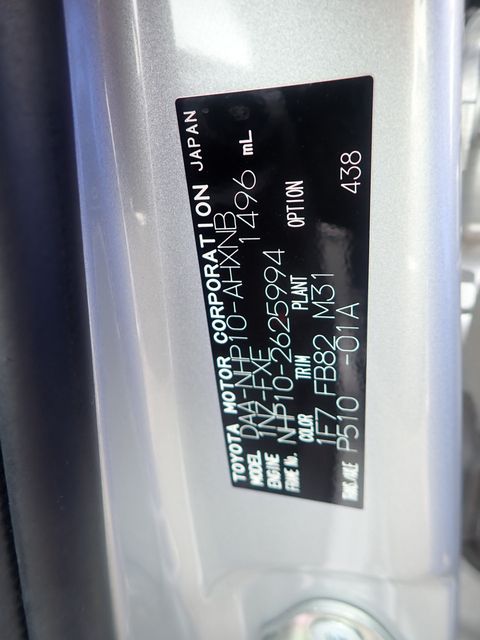 TOYOTA MOTOR CORPORATION JAPAN
MODEL DAA-NHP10-AHXNB
ENGINE 1NZ-FXE 1496 mL
FRAME No. NHP10-2625994
COLOR TRIM PLANT OPTION
1F7 FB82 M31
TRANS/AXLE P510 -01A 438